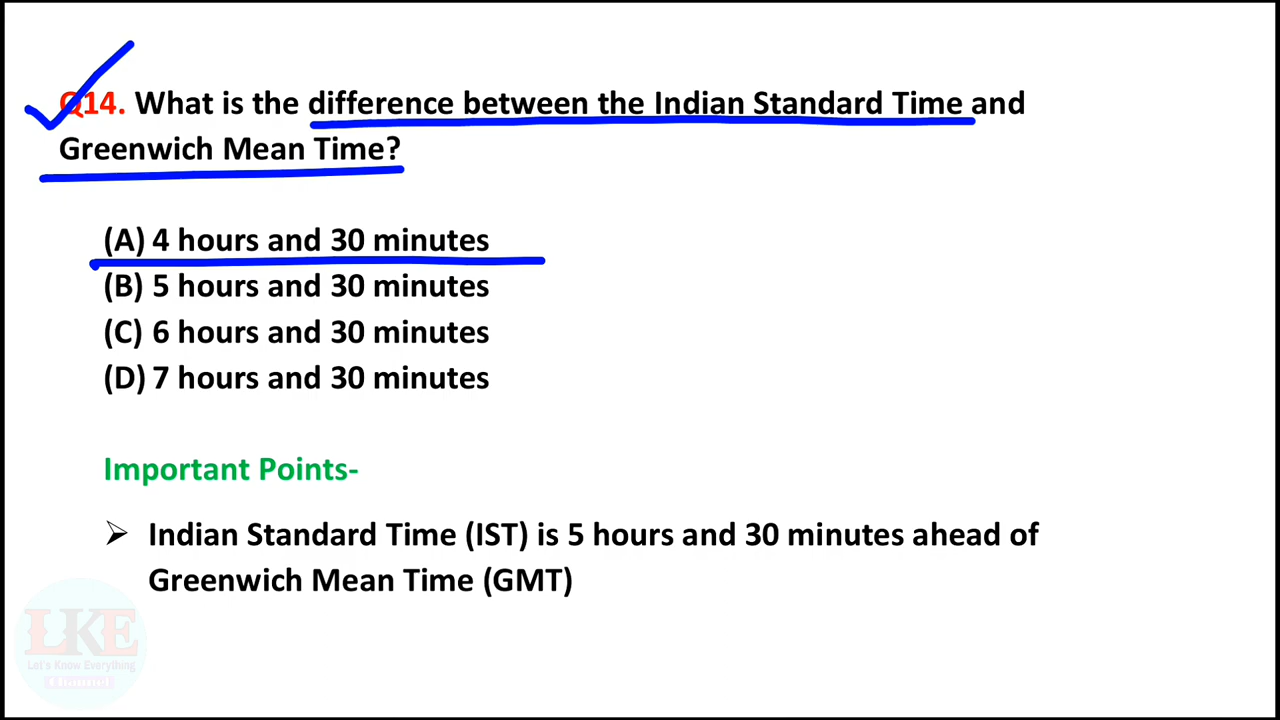 Q14. What is the difference between the Indian Standard Time and
Greenwich Mean Time?
(A) 4 hours and 30 minutes
(B) 5 hours and 30 minutes
(C) 6 hours and 30 minutes
(D) 7 hours and 30 minutes
Important Points-
➢ Indian Standard Time (IST) is 5 hours and 30 minutes ahead of
Greenwich Mean Time (GMT)
LKE
Let's Know Everything